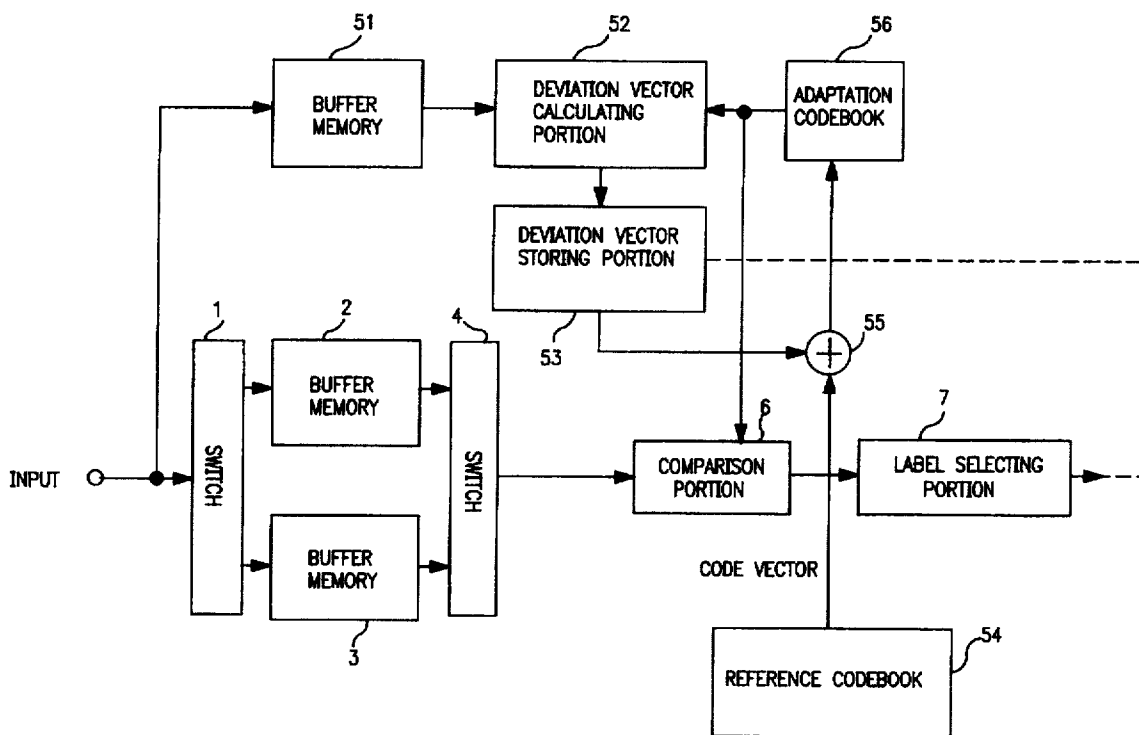 51
52
56
BUFFER
MEMORY
DEVIATION VECTOR
CALCULATING
PORTION
ADAPTATION
CODEBOOK
DEVIATION VECTOR
STORING PORTION
1
2
4
53
55
+
BUFFER
MEMORY
6
7
INPUT
SWITCH
SWITCH
COMPARISON
PORTION
LABEL SELECTING
PORTION
BUFFER
MEMORY
CODE VECTOR
3
54
REFERENCE CODEBOOK